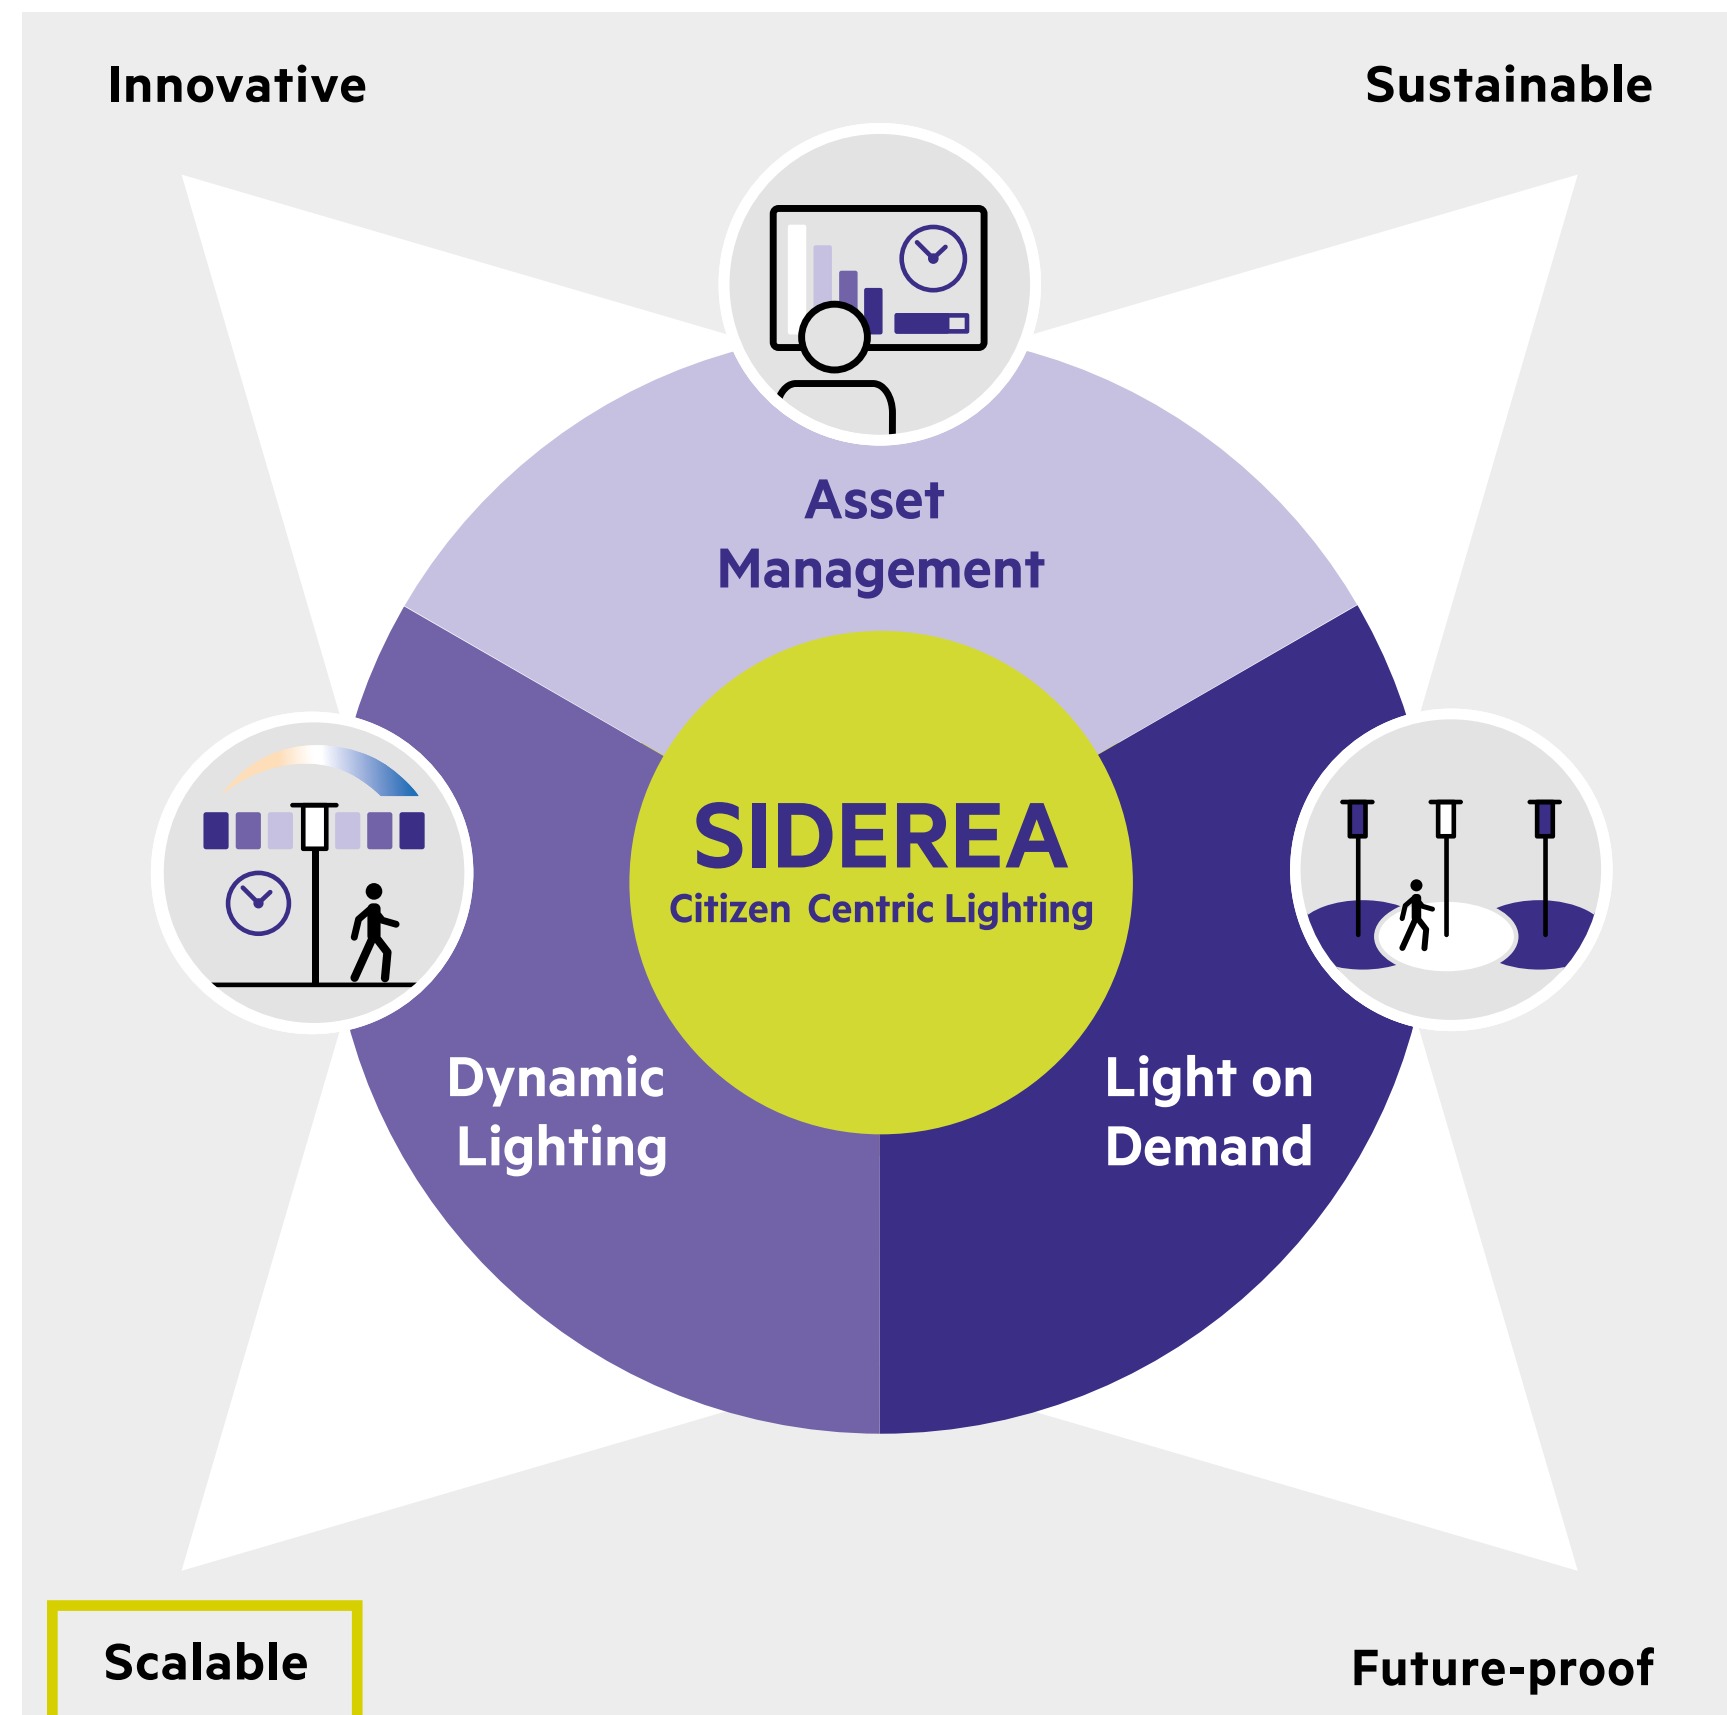 Innovative
Sustainable
Asset
Management
SIDEREA
Citizen Centric Lighting
Dynamic
Lighting
Light on
Demand
Scalable
Future-proof